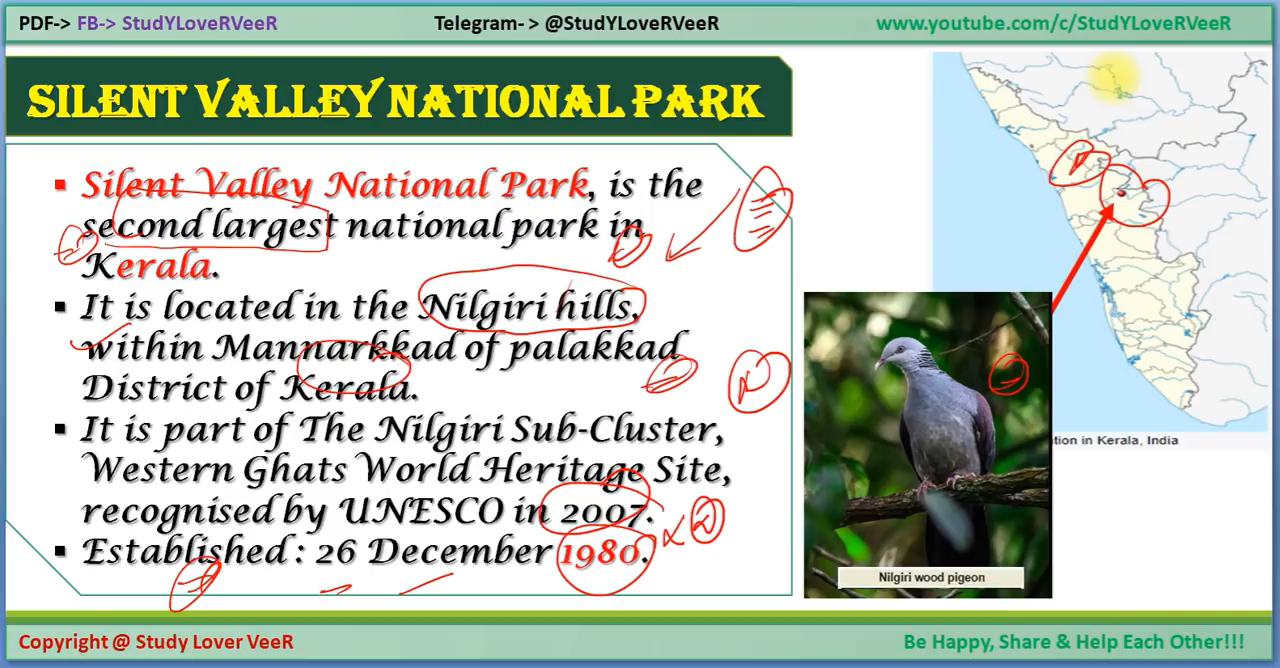 PDF-> FB-> StudYLoveRVeeR
Telegram- > @StudYLoveRVeeR
www.youtube.com/c/StudYLoveRVeeR
SILENT VALLEY NATIONAL PARK
▪ Silent Valley National Park, is the
second largest national park in
Kerala.
▪ It is located in the Nilgiri hills,
within Mannarkkad of palakkad
District of Kerala.
▪ It is part of The Nilgiri Sub-Cluster,
Western Ghats World Heritage Site,
recognised by UNESCO in 2007.
▪ Established : 26 December 1980.
tion in Kerala, India
Nilgiri wood pigeon
Copyright @ Study Lover VeeR
Be Happy, Share & Help Each Other!!!